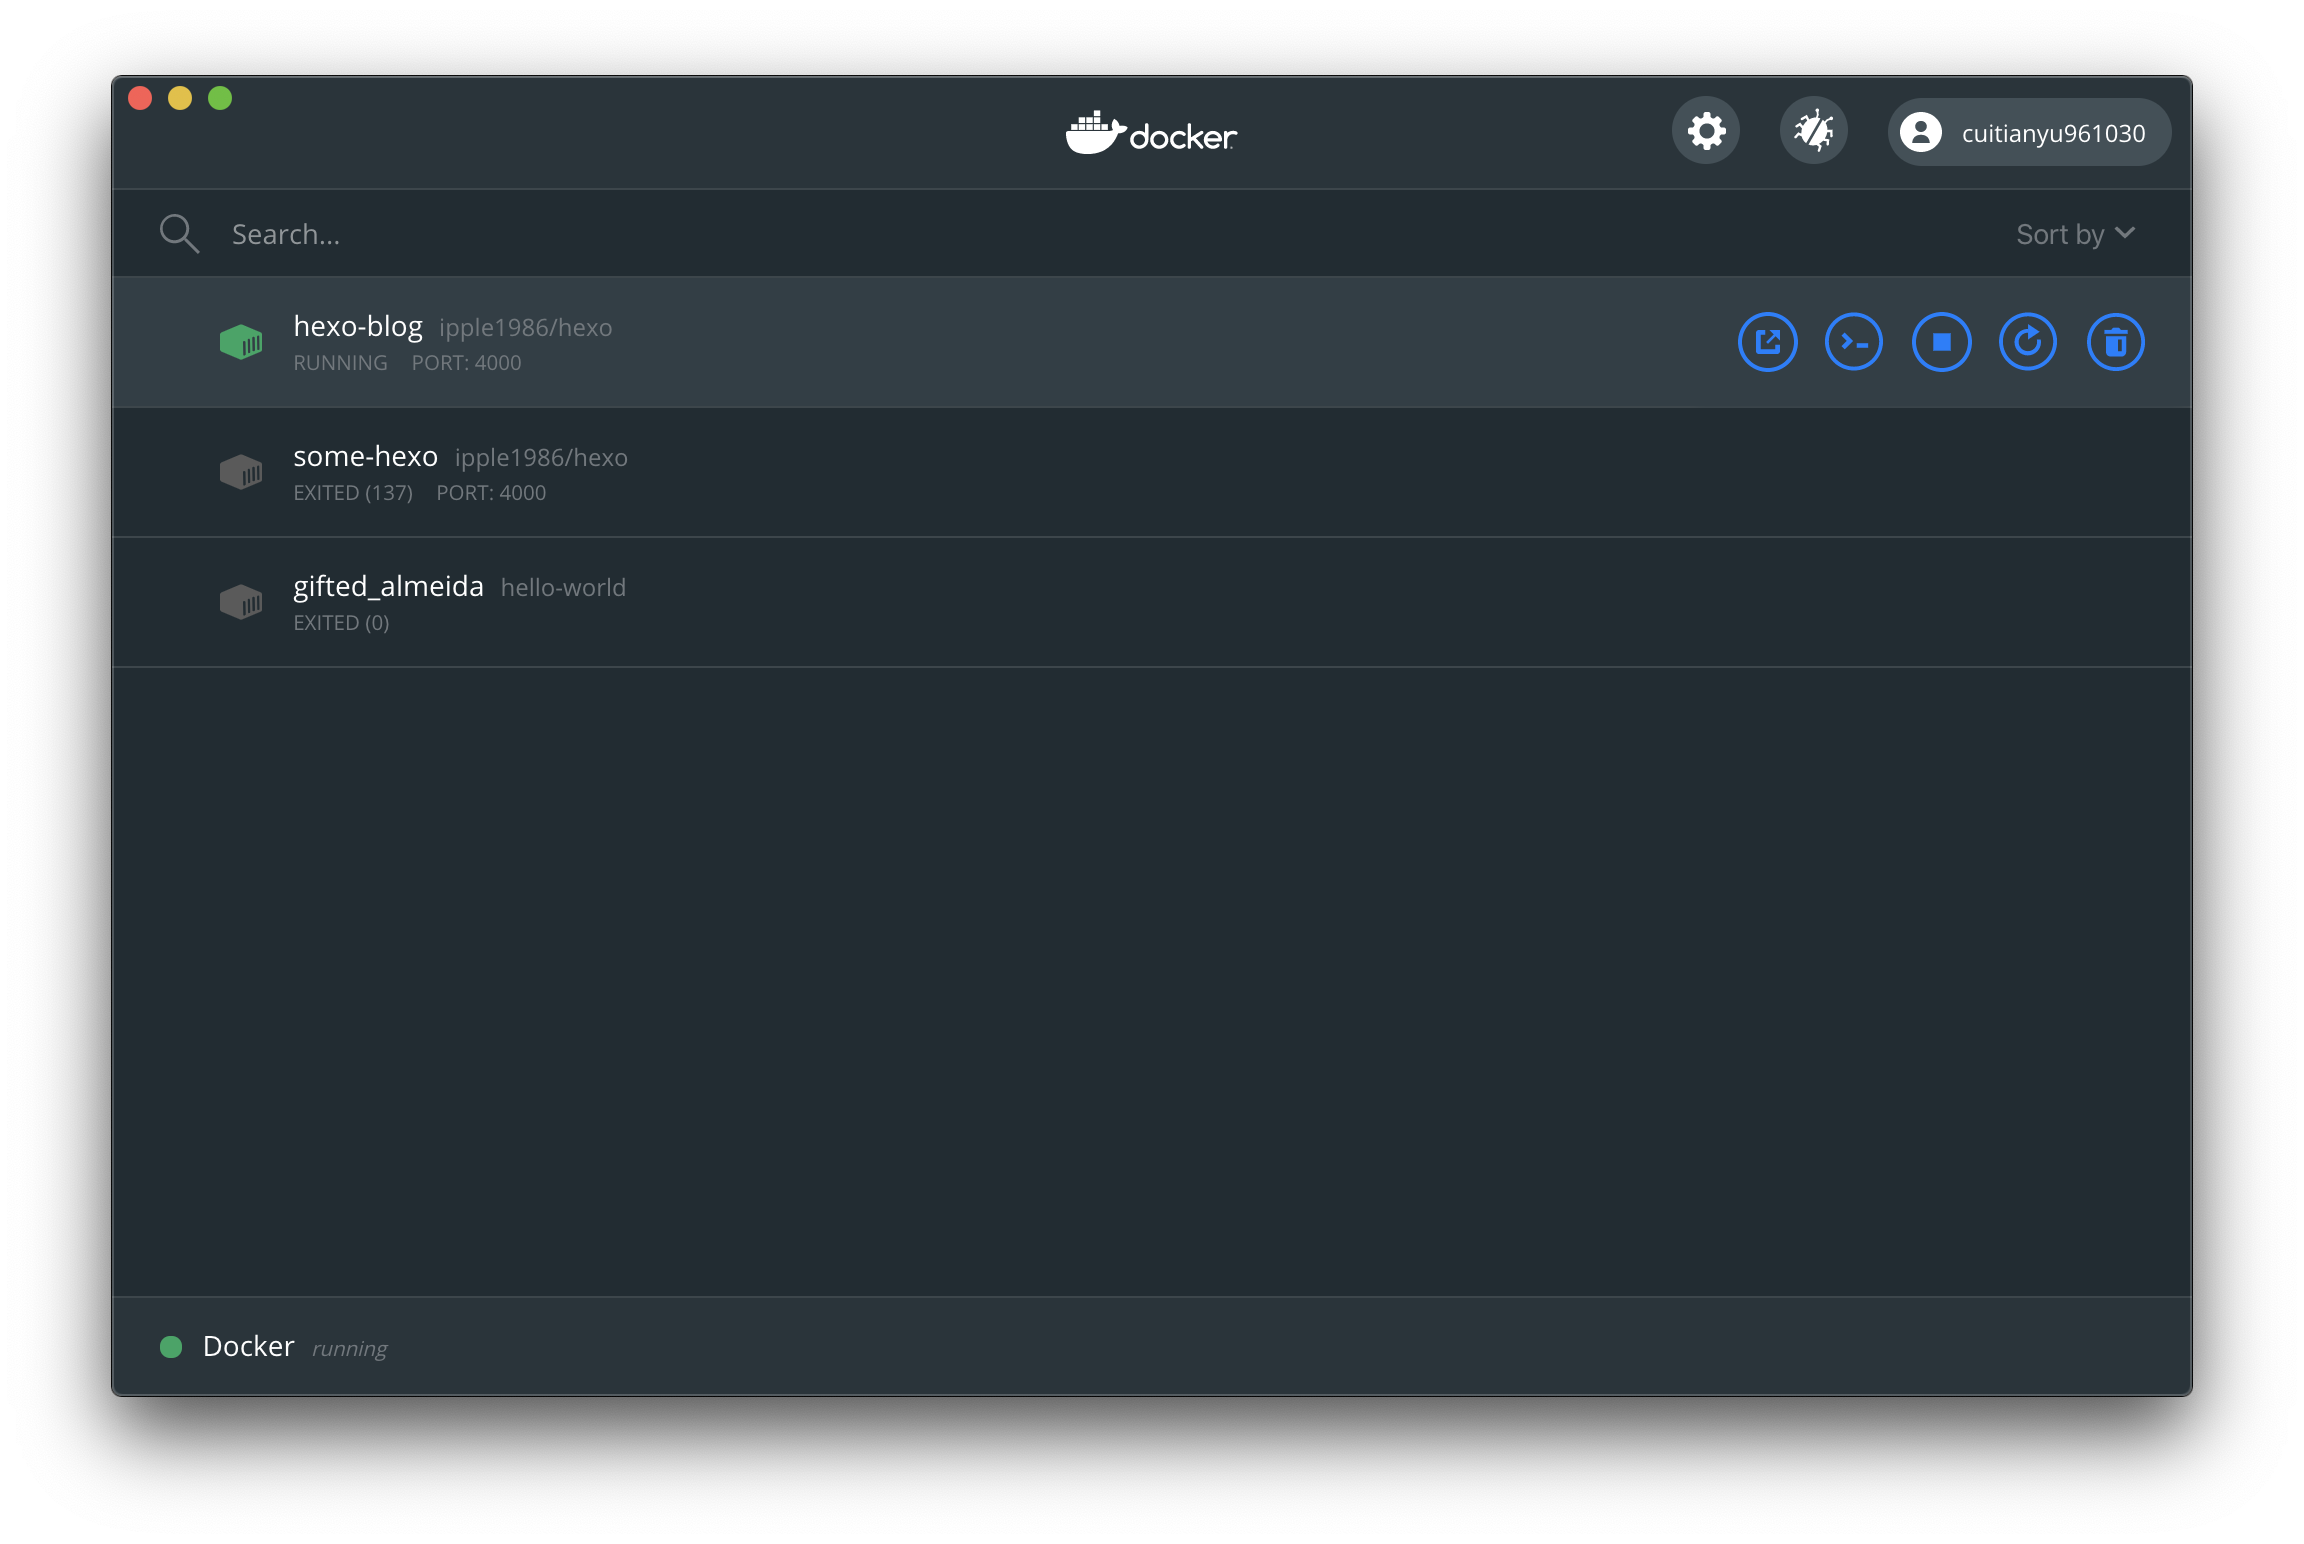 docker
cuitianyu961030
Search...
Sort by
hexo-blog ipple1986/hexo
RUNNING PORT: 4000
some-hexo ipple1986/hexo
EXITED (137) PORT: 4000
gifted_almeida hello-world
EXITED (0)
Docker running